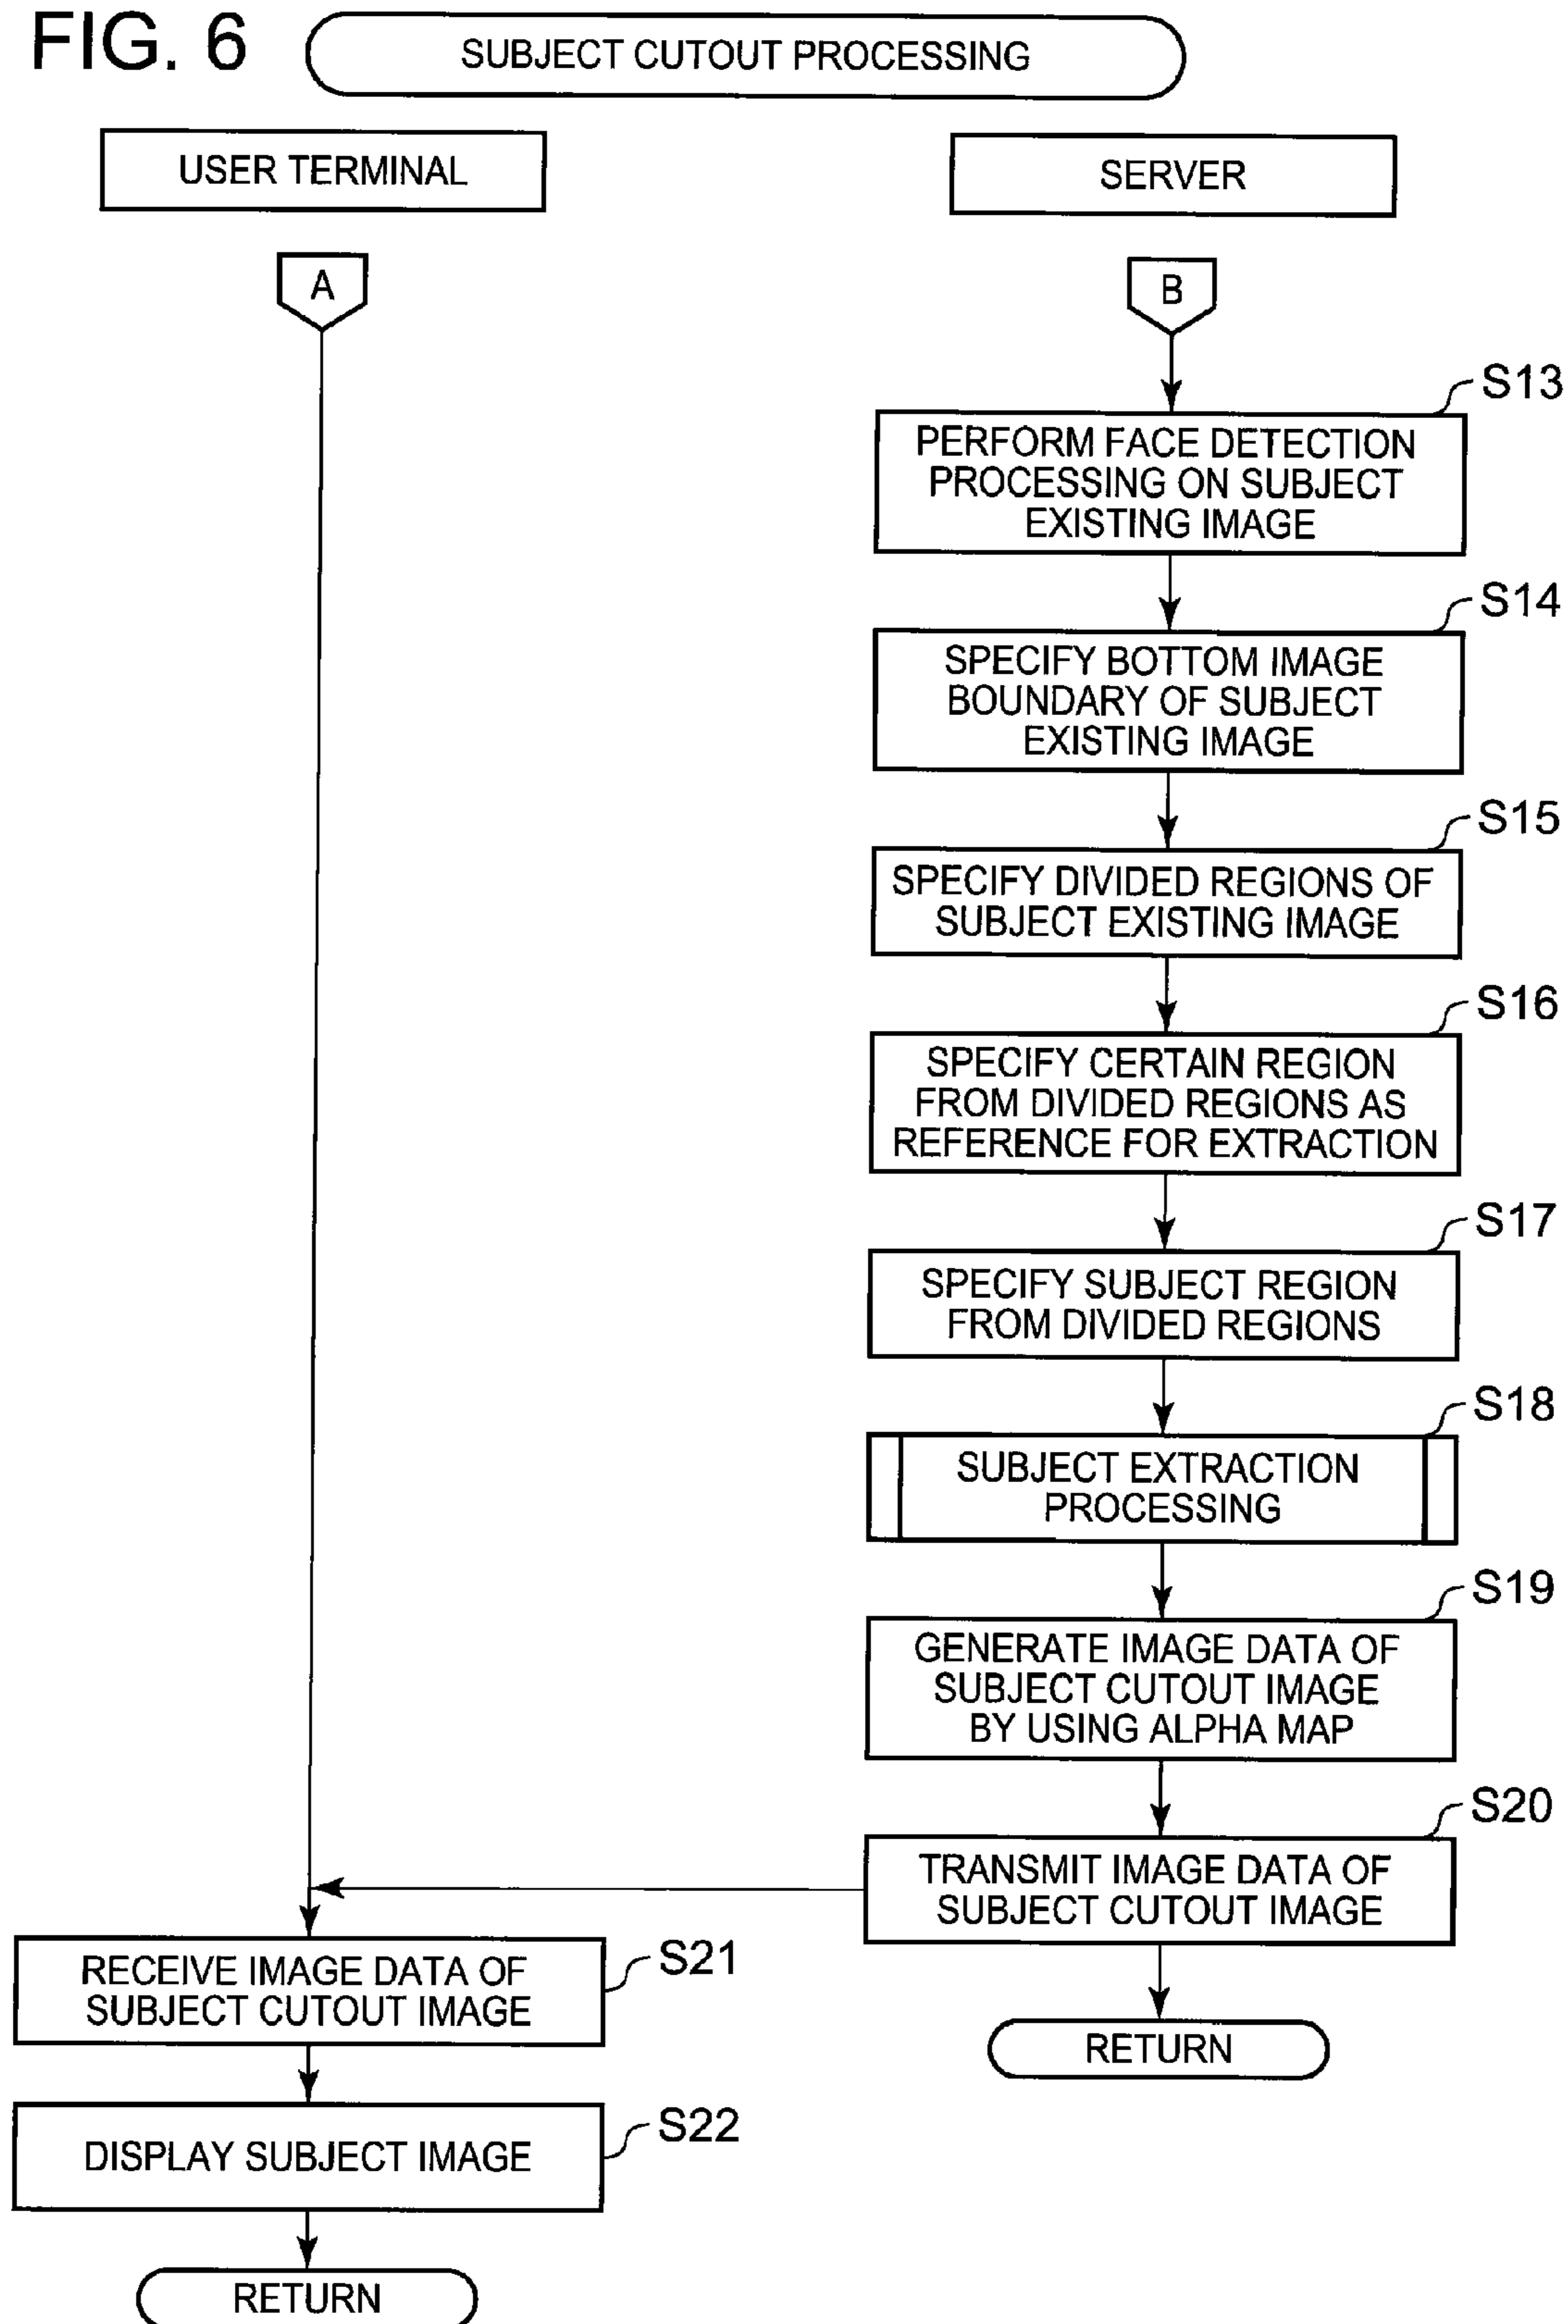 FIG. 6
SUBJECT CUTOUT PROCESSING
USER TERMINAL
SERVER
A
B
S13
PERFORM FACE DETECTION
PROCESSING ON SUBJECT
EXISTING IMAGE
S14
SPECIFY BOTTOM IMAGE
BOUNDARY OF SUBJECT
EXISTING IMAGE
S15
SPECIFY DIVIDED REGIONS OF
SUBJECT EXISTING IMAGE
S16
SPECIFY CERTAIN REGION
FROM DIVIDED REGIONS AS
REFERENCE FOR EXTRACTION
S17
SPECIFY SUBJECT REGION
FROM DIVIDED REGIONS
S18
SUBJECT EXTRACTION
PROCESSING
S19
GENERATE IMAGE DATA OF
SUBJECT CUTOUT IMAGE
BY USING ALPHA MAP
S20
TRANSMIT IMAGE DATA OF
SUBJECT CUTOUT IMAGE
RETURN
S21
RECEIVE IMAGE DATA OF
SUBJECT CUTOUT IMAGE
S22
DISPLAY SUBJECT IMAGE
RETURN